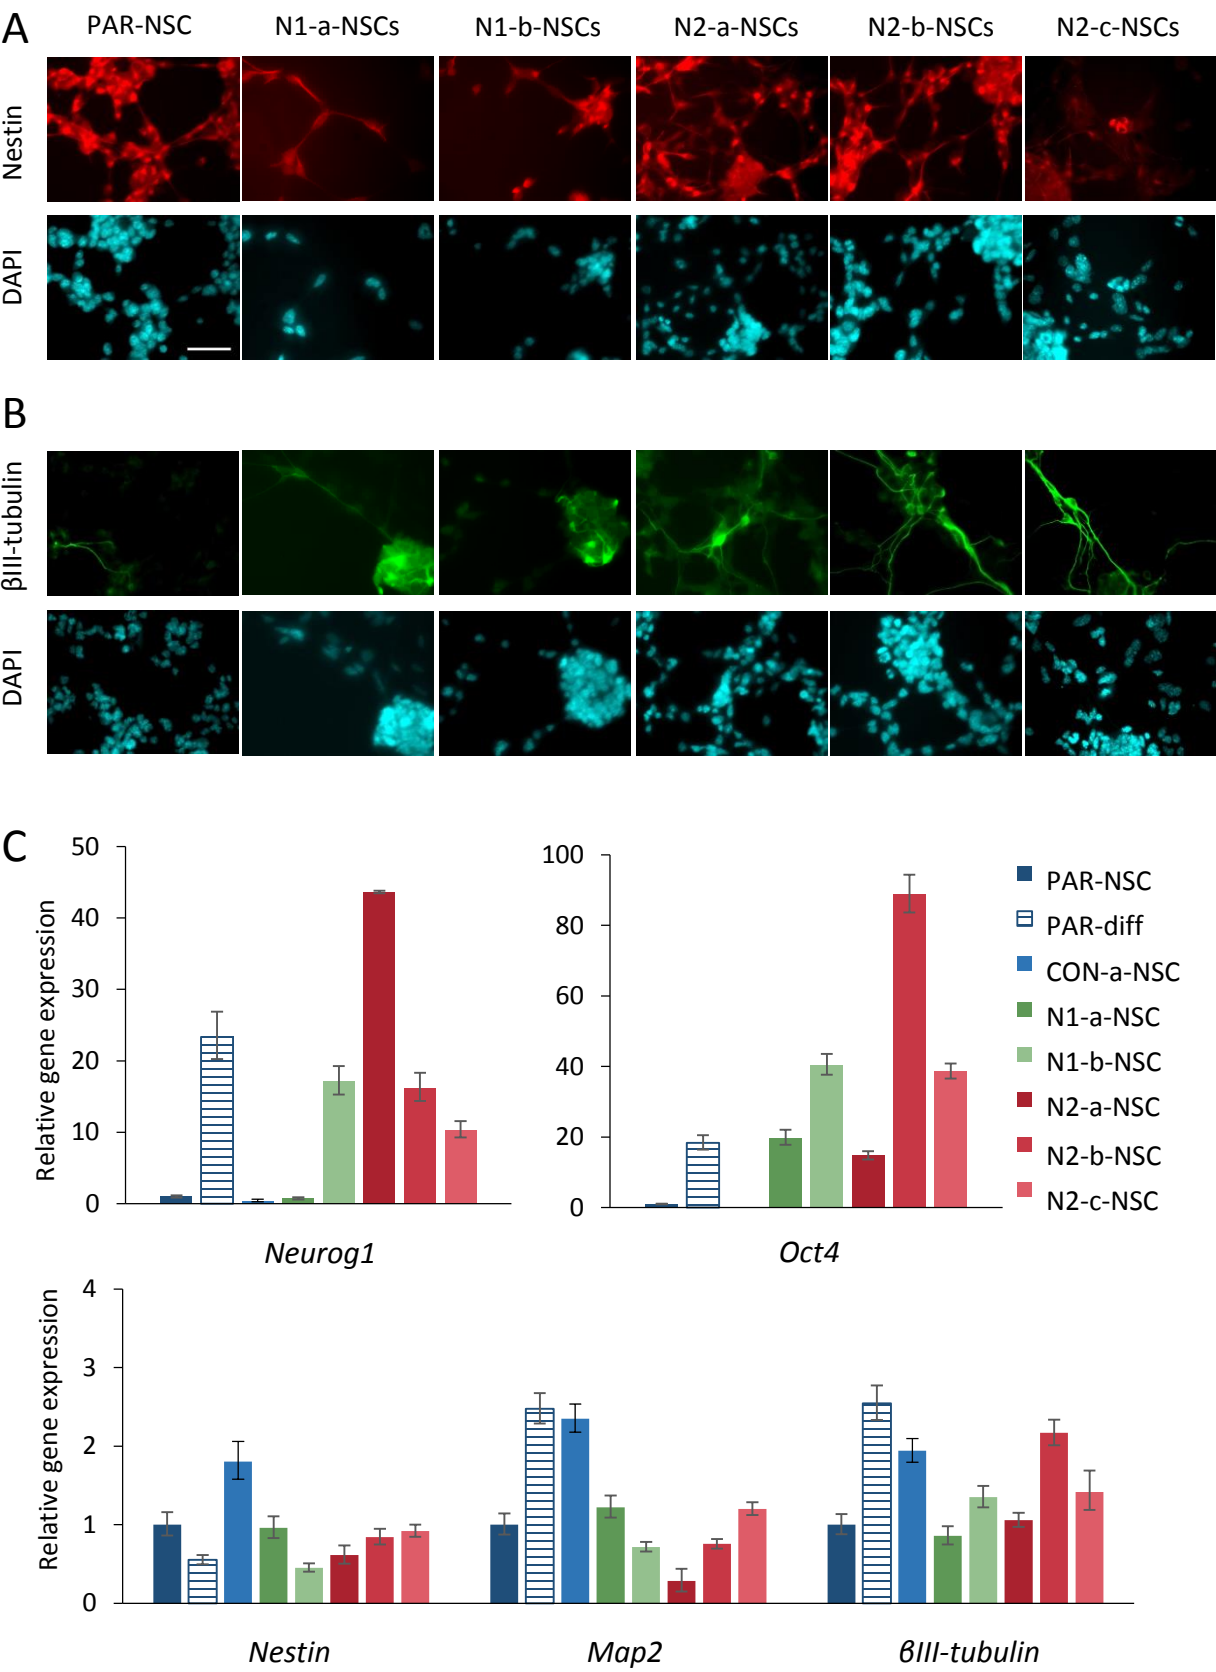 A
PAR-NSC N1-a-NSCs N1-b-NSCs N2-a-NSCs N2-b-NSCs N2-c-NSCs
Nestin
DAPI
B
βIII-tubulin
DAPI
C
Relative gene expression
50
40
30
20
10
0
Neurog1
100
80
60
40
20
0
Oct4
PAR-NSC
PAR-diff
CON-a-NSC
N1-a-NSC
N1-b-NSC
N2-a-NSC
N2-b-NSC
N2-c-NSC
Relative gene expression
4
3
2
1
0
Nestin Map2 βIII-tubulin